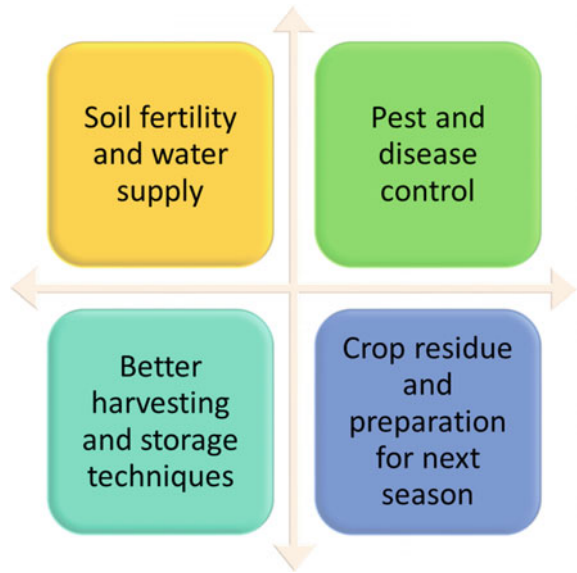 Soil fertility
and water
supply
Pest and
disease
control
Better
harvesting
and storage
techniques
Crop residue
and
preparation
for next
season